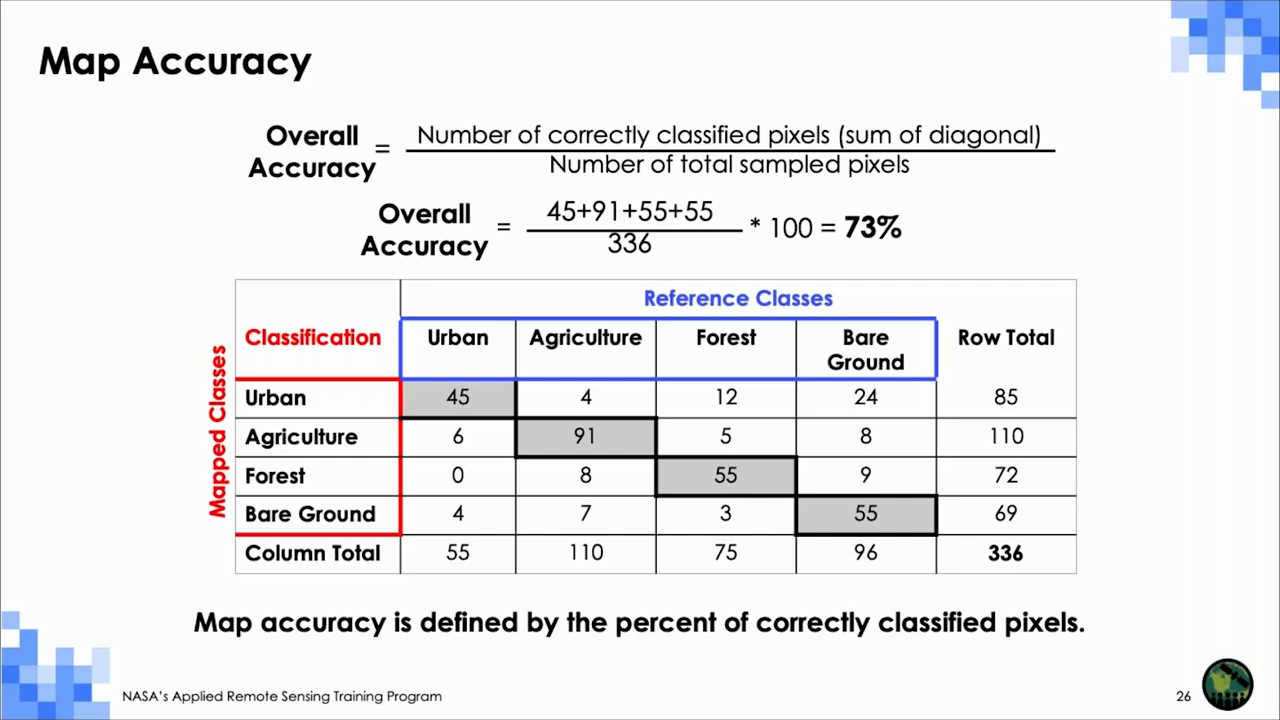 Map Accuracy
Overall Accuracy = Number of correctly classified pixels (sum of diagonal) / Number of total sampled pixels
Overall Accuracy = 45+91+55+55 / 336 * 100 = 73%
Reference Classes
Mapped Classes
Classification Urban Agriculture Forest Bare Ground Row Total
Urban 45 4 12 24 85
Agriculture 6 91 5 8 110
Forest 0 8 55 9 72
Bare Ground 4 7 3 55 69
Column Total 55 110 75 96 336
Map accuracy is defined by the percent of correctly classified pixels.
NASA's Applied Remote Sensing Training Program
26